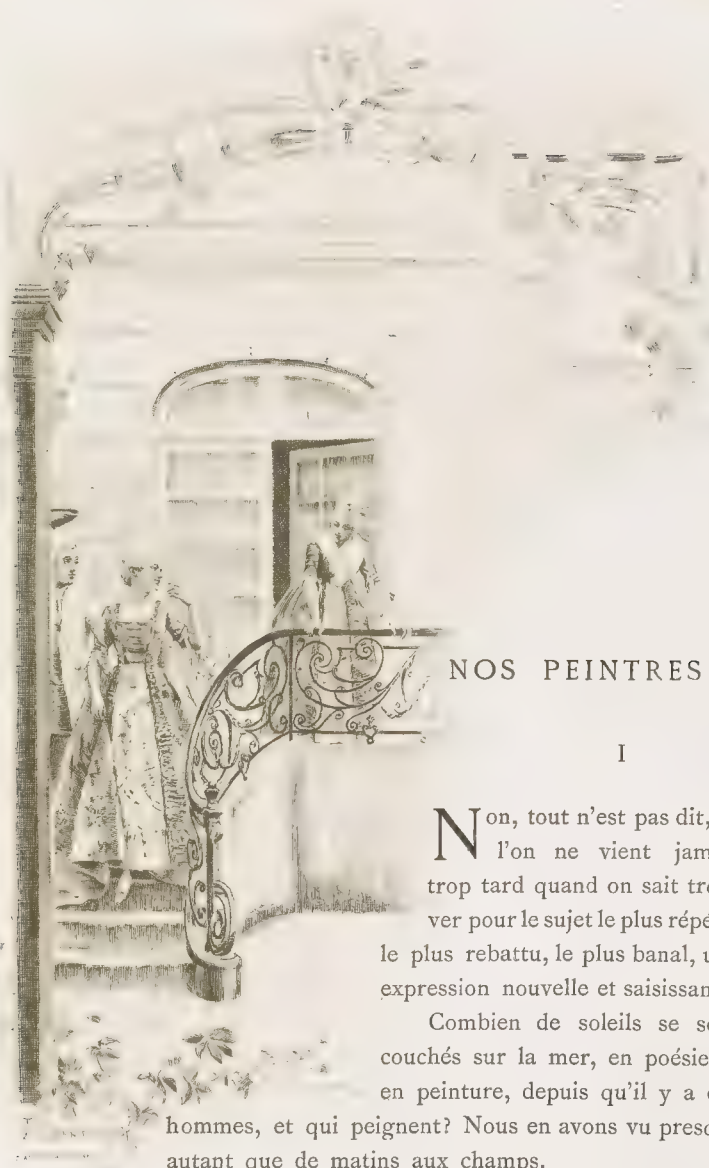 NOS PEINTRES
I
Non, tout n'est pas dit,
l'on ne vient jam
trop tard quand on sait tro
ver pour le sujet le plus répé
le plus rebattu, le plus banal, u
expression nouvelle et saisissan
Combien de soleils se so
couchés sur la mer, en poésie
en peinture, depuis qu'il y a
hommes, et qui peignent? Nous en avons vu presq
autant que de matins aux champs.